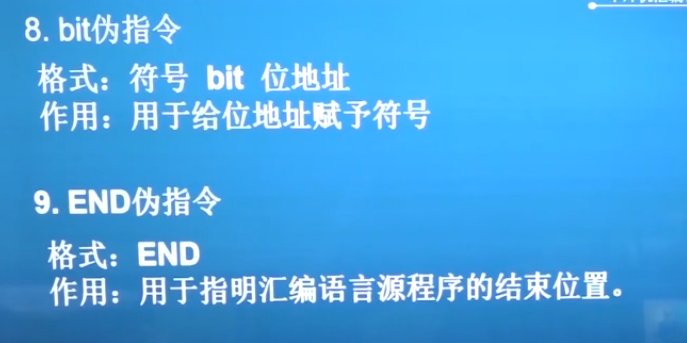 8. bit伪指令
格式：符号 bit 位地址
作用：用于给位地址赋予符号
9. END伪指令
格式：END
作用：用于指明汇编语言源程序的结束位置。